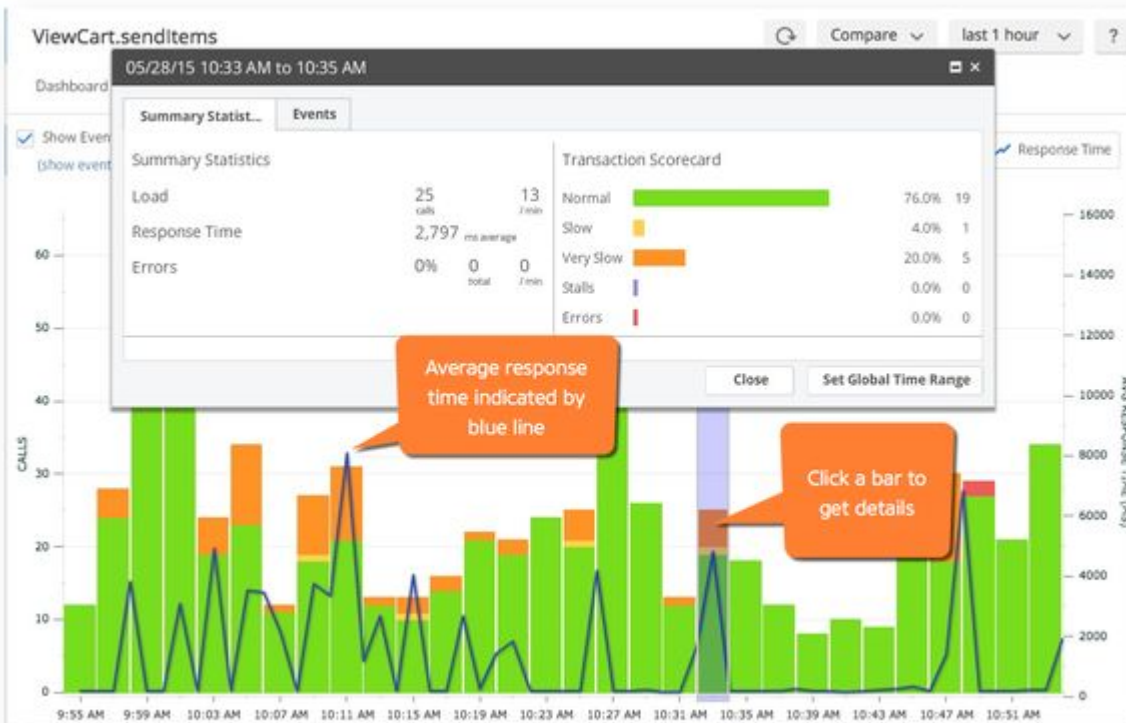 ViewCart.sendItems
Compare
last 1 hour
?
05/28/15 10:33 AM to 10:35 AM
Dashboard
Summary Statist...
Events
Show Even
(show event
Response Time
Summary Statistics
Load
25
calls
13
/ min
Response Time
2,797 ms average
Errors
0%
0
total
0
/ min
Transaction Scorecard
Normal 76.0% 19
Slow 4.0% 1
Very Slow 20.0% 5
Stalls 0.0% 0
Errors 0.0% 0
Close
Set Global Time Range
Average response
time indicated by
blue line
Click a bar to
get details
CALLS
60
50
40
30
20
10
0
16000
14000
12000
10000
8000
6000
4000
2000
0
9:55 AM 9:59 AM 10:03 AM 10:07 AM 10:11 AM 10:15 AM 10:19 AM 10:23 AM 10:27 AM 10:31 AM 10:35 AM 10:39 AM 10:43 AM 10:47 AM 10:51 AM